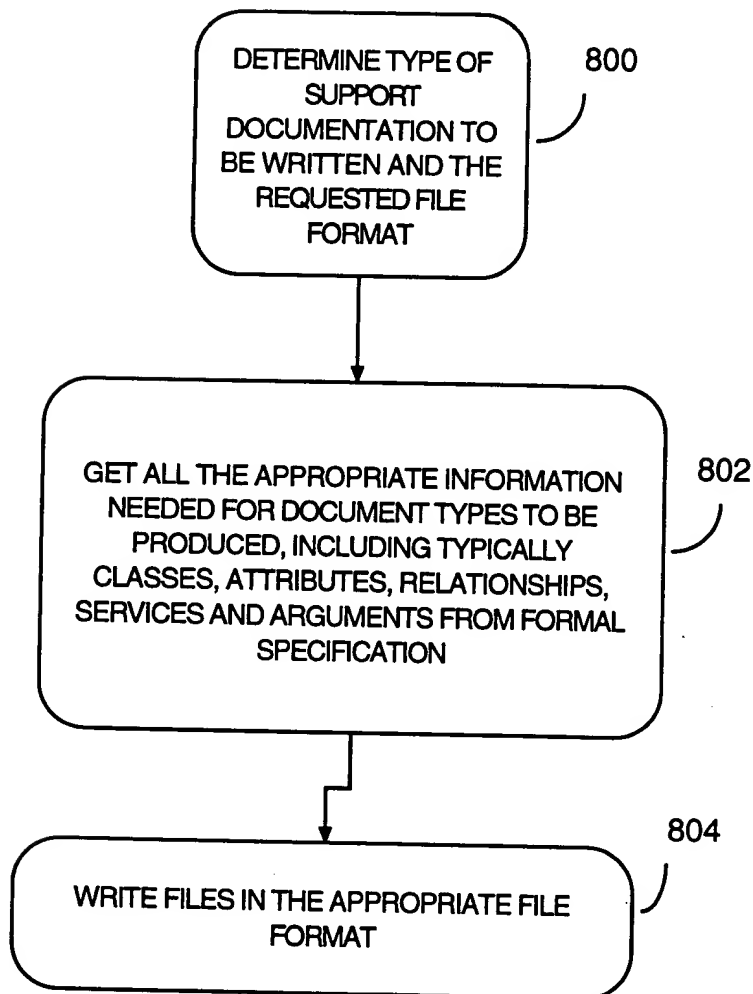 DETERMINE TYPE OF
SUPPORT
DOCUMENTATION TO
BE WRITTEN AND THE
REQUESTED FILE
FORMAT
800
GET ALL THE APPROPRIATE INFORMATION
NEEDED FOR DOCUMENT TYPES TO BE
PRODUCED, INCLUDING TYPICALLY
CLASSES, ATTRIBUTES, RELATIONSHIPS,
SERVICES AND ARGUMENTS FROM FORMAL
SPECIFICATION
802
WRITE FILES IN THE APPROPRIATE FILE
FORMAT
804